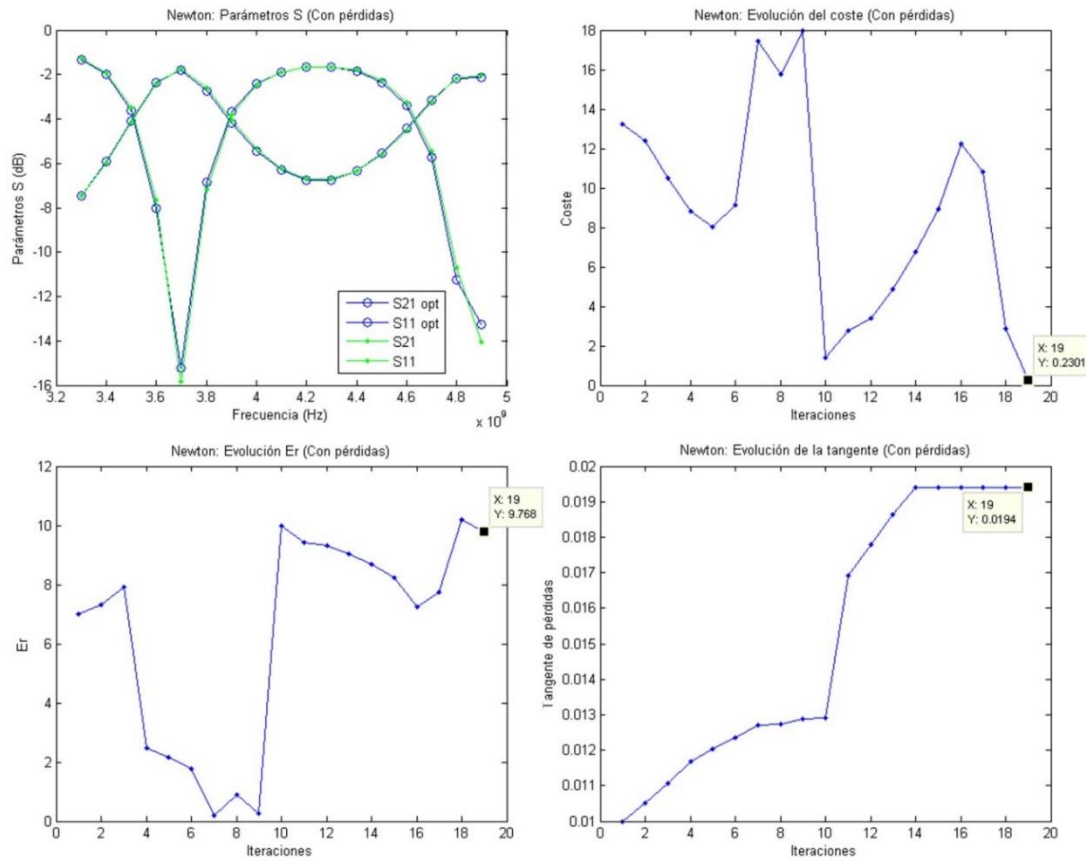 Newton: Parámetros S (Con pérdidas)
0
-2
-4
-6
-8
-10
-12
-14
-16
Parámetros S (dB)
S21 opt
S11 opt
S21
S11
3.2 3.4 3.6 3.8 4 4.2 4.4 4.6 4.8 5
Frecuencia (Hz)
x 10^9
Newton: Evolución del coste (Con pérdidas)
18
16
14
12
10
8
6
4
2
0
Coste
X: 19
Y: 0.2301
0 2 4 6 8 10 12 14 16 18 20
Iteraciones
Newton: Evolución Er (Con pérdidas)
12
10
8
6
4
2
0
Er
X: 19
Y: 9.768
0 2 4 6 8 10 12 14 16 18 20
Iteraciones
Newton: Evolución de la tangente (Con pérdidas)
0.02
0.019
0.018
0.017
0.016
0.015
0.014
0.013
0.012
0.011
0.01
Tangente de pérdidas
X: 19
Y: 0.0194
0 2 4 6 8 10 12 14 16 18 20
Iteraciones